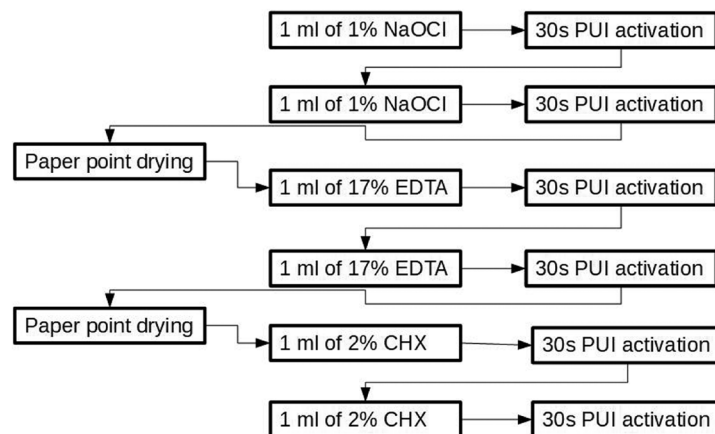 1 ml of 1% NaOCl
30s PUI activation
1 ml of 1% NaOCl
30s PUI activation
Paper point drying
1 ml of 17% EDTA
30s PUI activation
1 ml of 17% EDTA
30s PUI activation
Paper point drying
1 ml of 2% CHX
30s PUI activation
1 ml of 2% CHX
30s PUI activation